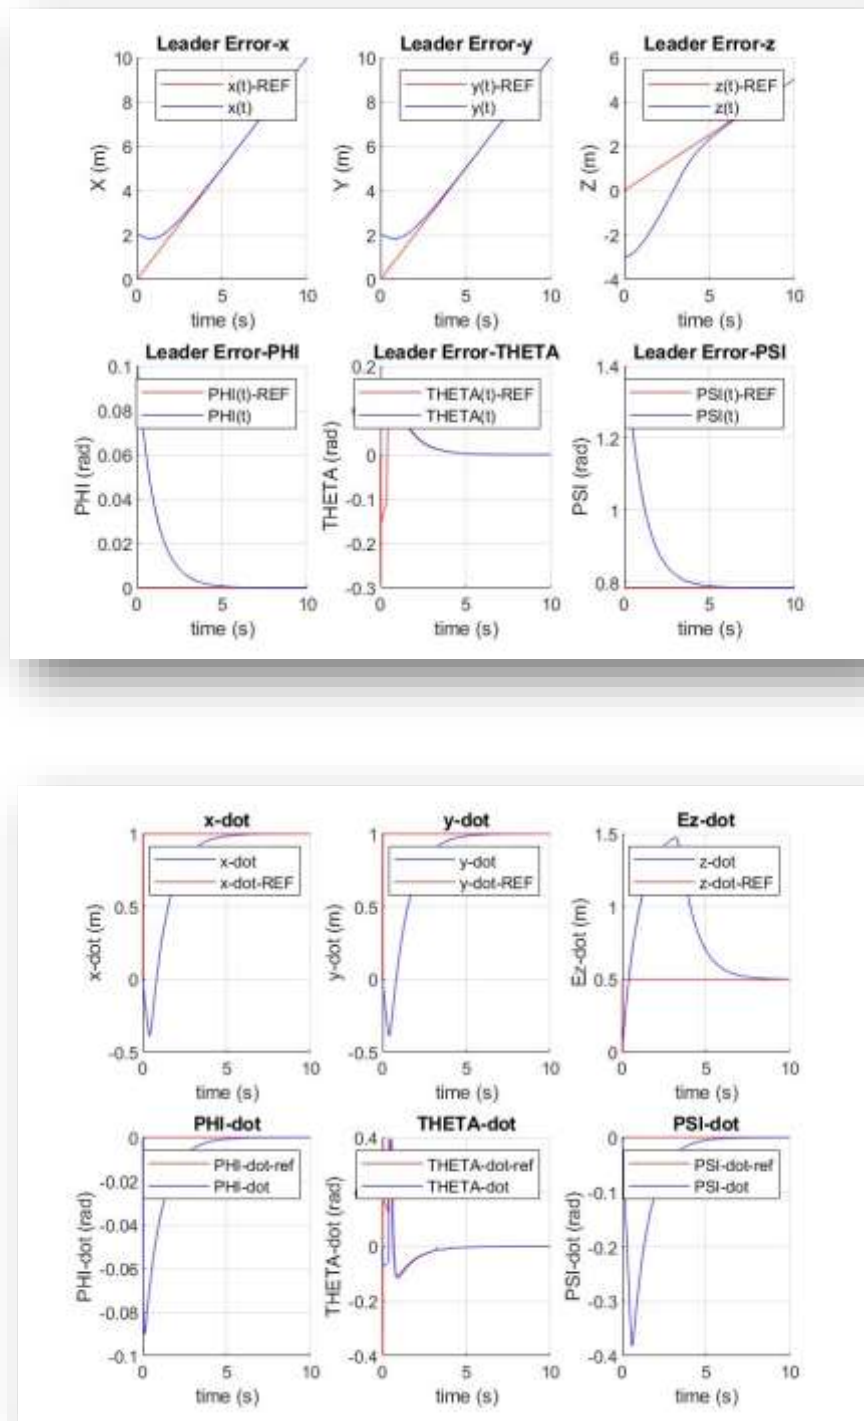 Leader Error-x
10
8
6
4
2
0
X (m)
x(t)-REF
x(t)
0 5 10
time (s)
Leader Error-y
10
8
6
4
2
0
Y (m)
y(t)-REF
y(t)
0 5 10
time (s)
Leader Error-z
6
4
2
0
-2
-4
Z (m)
z(t)-REF
z(t)
0 5 10
time (s)
Leader Error-PHI
0.1
0.08
0.06
0.04
0.02
0
PHI (rad)
PHI(t)-REF
PHI(t)
0 5 10
time (s)
Leader Error-THETA
0.2
0
-0.1
-0.2
-0.3
THETA (rad)
THETA(t)-REF
THETA(t)
0 5 10
time (s)
Leader Error-PSI
1.4
1.2
1
0.8
PSI (rad)
PSI(t)-REF
PSI(t)
0 5 10
time (s)
x-dot
1
0.5
0
-0.5
x-dot (m)
x-dot
x-dot-REF
0 5 10
time (s)
y-dot
1
0.5
0
-0.5
y-dot (m)
y-dot
y-dot-REF
0 5 10
time (s)
Ez-dot
1.5
1
0.5
0
Ez-dot (m)
z-dot
z-dot-REF
0 5 10
time (s)
PHI-dot
0
-0.02
-0.04
-0.06
-0.08
-0.1
PHI-dot (rad)
PHI-dot-ref
PHI-dot
0 5 10
time (s)
THETA-dot
0.4
0
-0.2
-0.4
THETA-dot (rad)
THETA-dot-ref
THETA-dot
0 5 10
time (s)
PSI-dot
0
-0.1
-0.2
-0.3
-0.4
PSI-dot (rad)
PSI-dot-ref
PSI-dot
0 5 10
time (s)